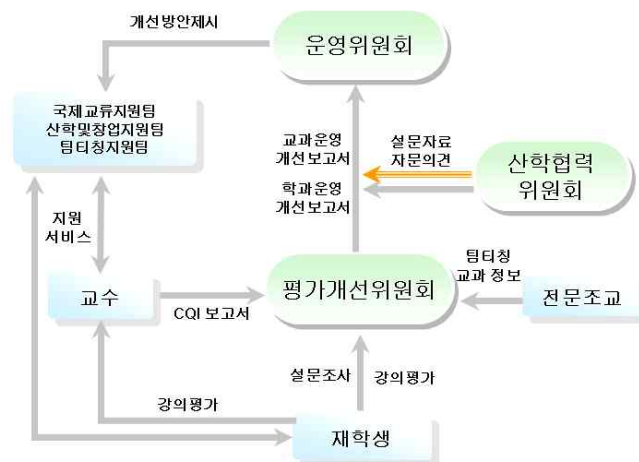 개선방안제시
운영위원회
국제교류지원팀
산학및창업지원팀
팀티칭지원팀
교과운영
개선보고서
설문자료
자문의견
산학협력
위원회
학과운영
개선보고서
지원
서비스
교수
CQI 보고서
평가개선위원회
팀티칭
교과 정보
전문조교
설문조사
강의평가
강의평가
재학생